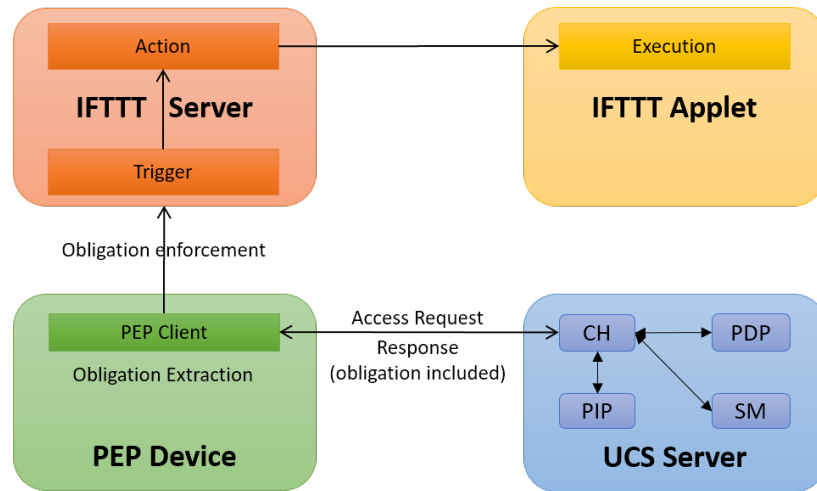 Action
IFTTT Server
Trigger
Execution
IFTTT Applet
Obligation enforcement
PEP Client
Obligation Extraction
PEP Device
Access Request
Response
(obligation included)
CH
PDP
PIP
SM
UCS Server